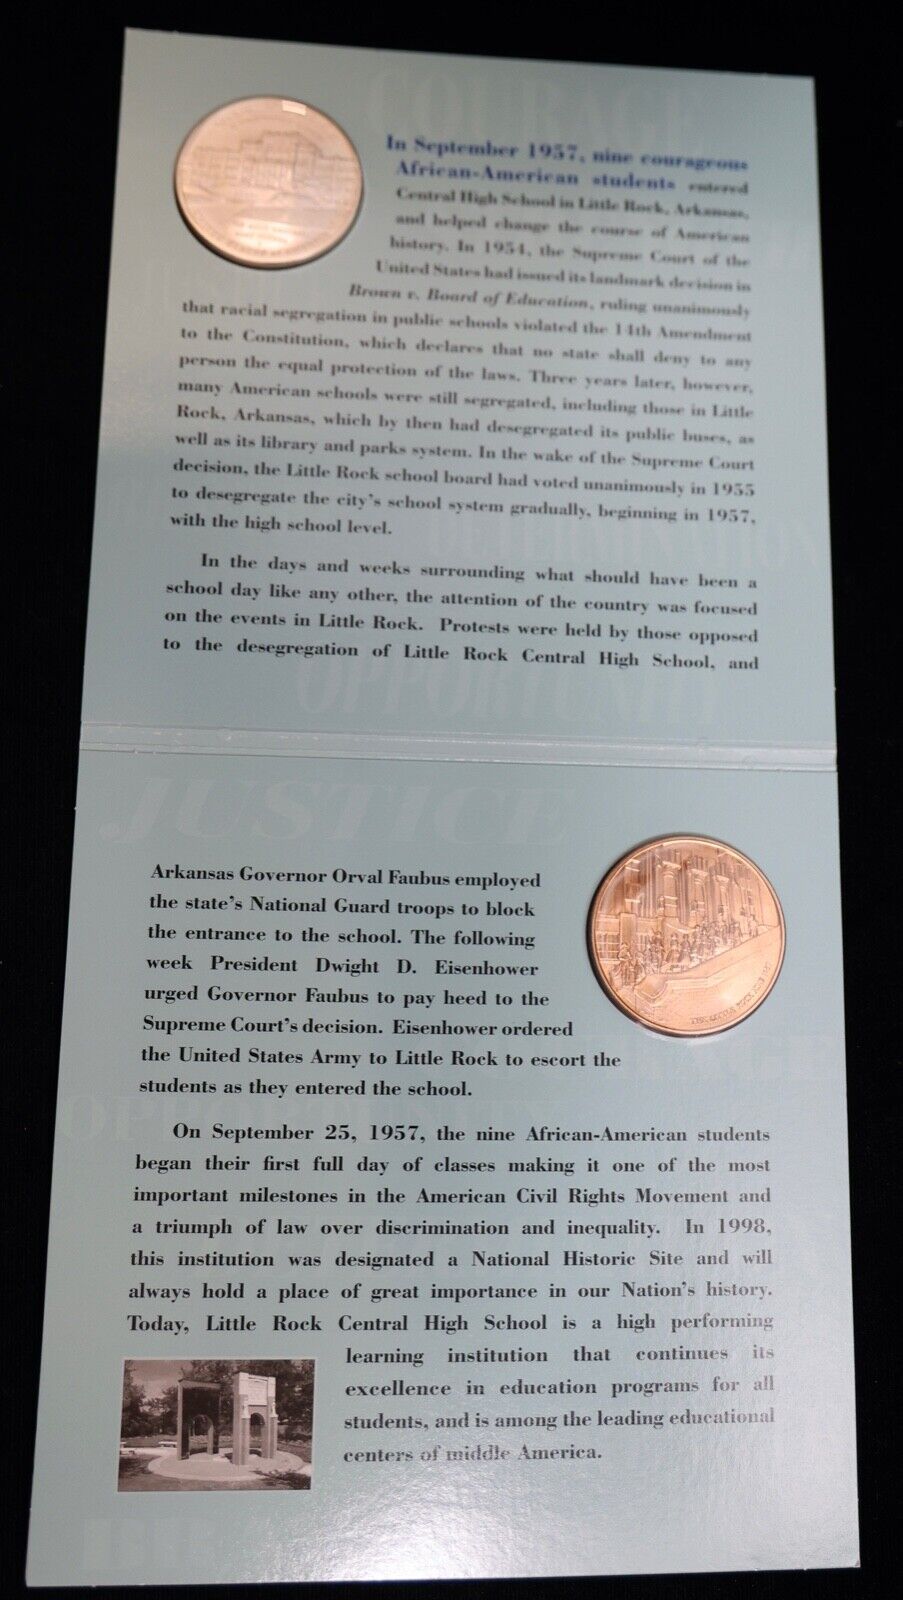 COURAGE
In September 1957, nine courageous
African-American students entered
Central High School in Little Rock, Arkansas,
and helped change the course of American
history. In 1954, the Supreme Court of the
United States had issued its landmark decision in
Brown v. Board of Education, ruling unanimously
that racial segregation in public schools violated the 14th Amendment
to the Constitution, which declares that no state shall deny to any
person the equal protection of the laws. Three years later, however,
many American schools were still segregated, including those in Little
Rock, Arkansas, which by then had desegregated its public buses, as
well as its library and parks system. In the wake of the Supreme Court
decision, the Little Rock school board had voted unanimously in 1955
to desegregate the city's school system gradually, beginning in 1957,
with the high school level.
DETERMINATION
In the days and weeks surrounding what should have been a
school day like any other, the attention of the country was focused
on the events in Little Rock. Protests were held by those opposed
to the desegregation of Little Rock Central High School, and
OPPORTUNITY
JUSTICE
Arkansas Governor Orval Faubus employed
the state's National Guard troops to block
the entrance to the school. The following
week President Dwight D. Eisenhower
urged Governor Faubus to pay heed to the
Supreme Court's decision. Eisenhower ordered
the United States Army to Little Rock to escort the
students as they entered the school.
OPPORTUNITY
On September 25, 1957, the nine African-American students
began their first full day of classes making it one of the most
important milestones in the American Civil Rights Movement and
a triumph of law over discrimination and inequality. In 1998,
this institution was designated a National Historic Site and will
always hold a place of great importance in our Nation's history.
Today, Little Rock Central High School is a high performing
learning institution that continues its
excellence in education programs for all
students, and is among the leading educational
centers of middle America.